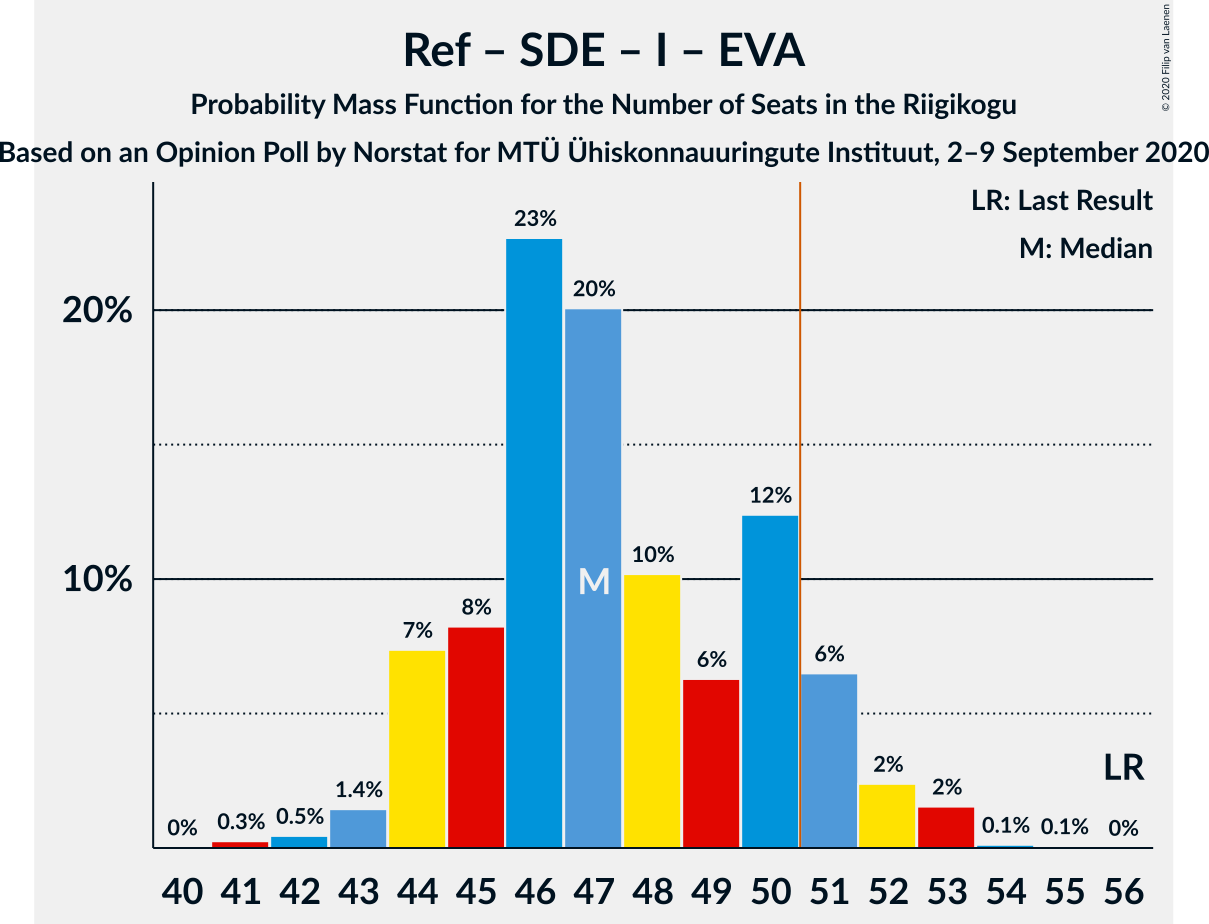 Ref – SDE – I – EVA
Probability Mass Function for the Number of Seats in the Riigikogu
Based on an Opinion Poll by Norstat for MTÜ Ühiskonnauuringute Instituut, 2–9 September 2020
© 2020 Filip van Laenen
LR: Last Result
M: Median
23%
20%
20%
12%
M
10%
10%
8%
7%
6%
6%
LR
2%
2%
1.4%
0.5%
0.3%
0%
0.1%
0.1%
0%
40 41 42 43 44 45 46 47 48 49 50 51 52 53 54 55 56